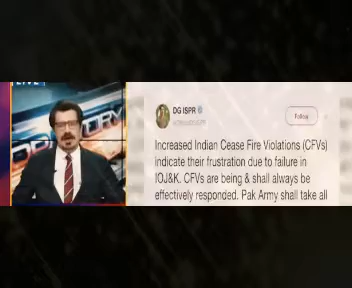 LIVE
DG ISPR
Follow
Increased Indian Cease Fire Violations (CFVs)
indicate their frustration due to failure in
IOJ&K. CFVs are being & shall always be
effectively responded. Pak Army shall take all